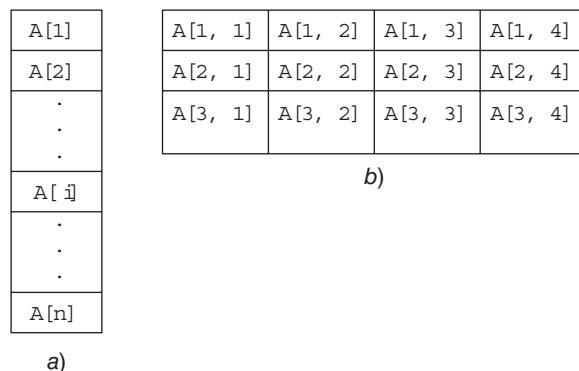 A[1]
A[2]
.
.
.
A[i]
.
.
.
A[n]
a)
A[1, 1] A[1, 2] A[1, 3] A[1, 4]
A[2, 1] A[2, 2] A[2, 3] A[2, 4]
A[3, 1] A[3, 2] A[3, 3] A[3, 4]
b)